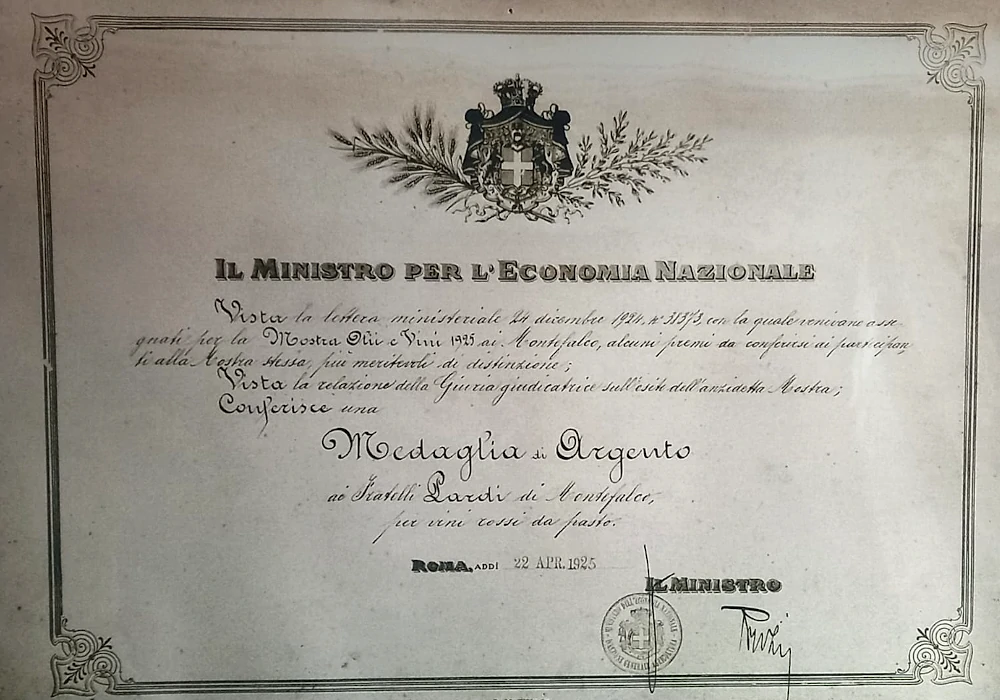 IL MINISTRO PER L'ECONOMIA NAZIONALE
Vista la lettera ministeriale 24 dicembre 1924, n° 31373, con la quale venivano asse-
gnati per la Mostra Olii e Vini 1925 di Montefalco, alcuni premi da conferirsi ai partecipan-
ti alla Mostra stessa, più meritevoli di distinzione;
Vista la relazione della Giuria giudicatrice sull'esito dell'anzidetta Mostra;
Conferisce una
Medaglia di Argento
ai Fratelli Pardi di Montefalco,
per vini rossi da pasto.
ROMA, ADDÌ 22 APR. 1925
IL MINISTRO